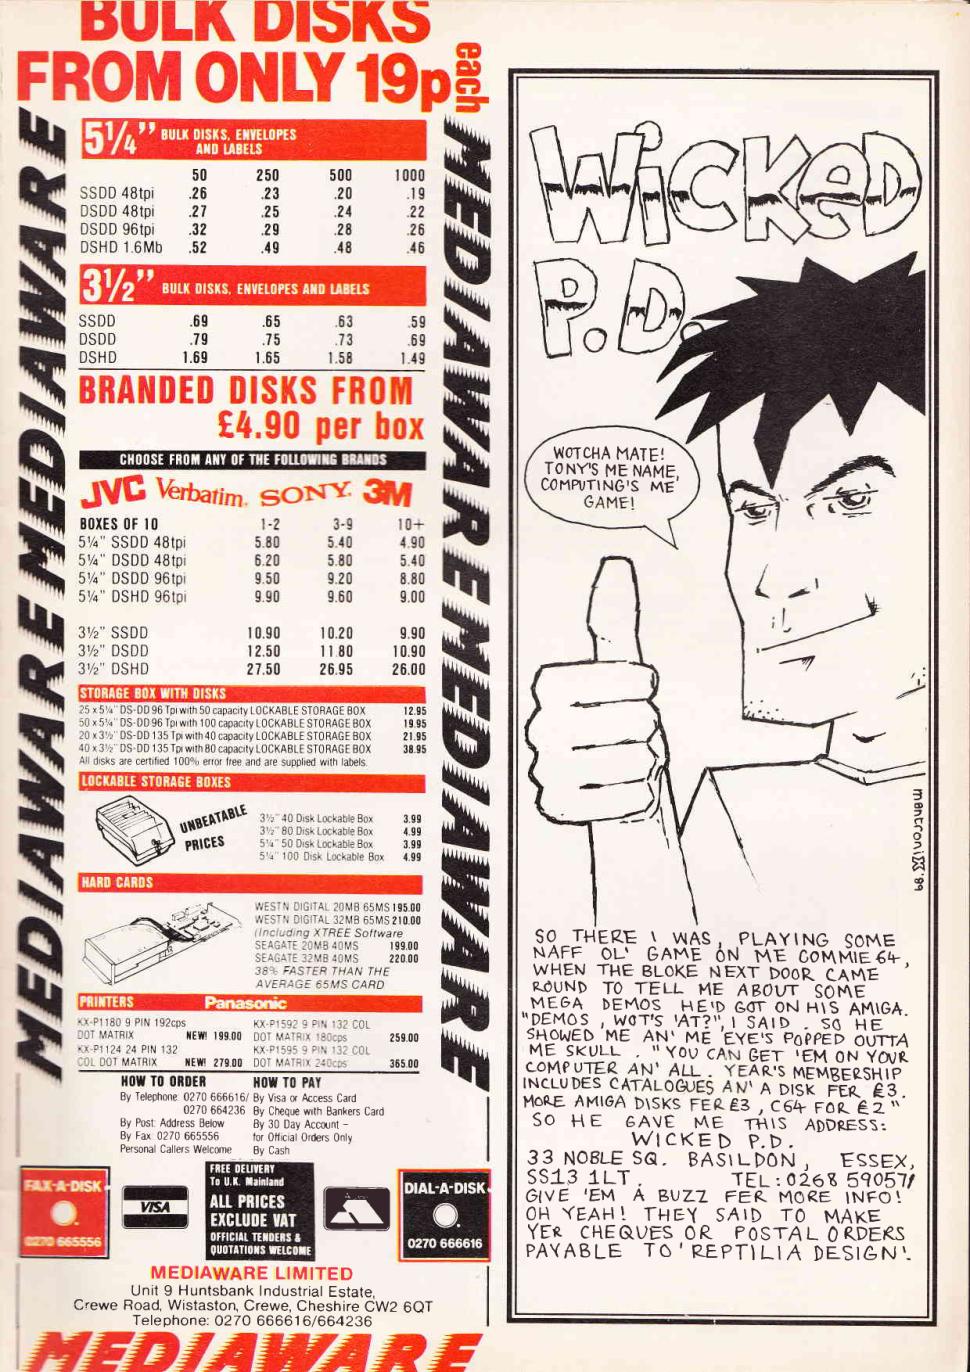 BULK DISKS
FROM ONLY 19p each
MEDIAWARE MEDIAWARE
MEDIAWARE MEDIAWARE
5¼" BULK DISKS, ENVELOPES
AND LABELS
50 250 500 1000
SSDD 48tpi .26 .23 .20 .19
DSDD 48tpi .27 .25 .24 .22
DSDD 96tpi .32 .29 .28 .26
DSHD 1.6Mb .52 .49 .48 .46
3½" BULK DISKS, ENVELOPES AND LABELS
SSDD .69 .65 .63 .59
DSDD .79 .75 .73 .69
DSHD 1.69 1.65 1.58 1.49
BRANDED DISKS FROM
£4.90 per box
CHOOSE FROM ANY OF THE FOLLOWING BRANDS
JVC Verbatim. SONY. 3M
BOXES OF 10 1-2 3-9 10+
5¼" SSDD 48tpi 5.80 5.40 4.90
5¼" DSDD 48tpi 6.20 5.80 5.40
5¼" DSDD 96tpi 9.50 9.20 8.80
5¼" DSHD 96tpi 9.90 9.60 9.00
3½" SSDD 10.90 10.20 9.90
3½" DSDD 12.50 11.80 10.90
3½" DSHD 27.50 26.95 26.00
STORAGE BOX WITH DISKS
25 x 5¼" DS-DD 96 Tpi with 50 capacity LOCKABLE STORAGE BOX 12.95
50 x 5¼" DS-DD 96 Tpi with 100 capacity LOCKABLE STORAGE BOX 19.95
20 x 3½" DS-DD 135 Tpi with 40 capacity LOCKABLE STORAGE BOX 21.95
40 x 3½" DS-DD 135 Tpi with 80 capacity LOCKABLE STORAGE BOX 38.95
All disks are certified 100% error free and are supplied with labels.
LOCKABLE STORAGE BOXES
UNBEATABLE
PRICES
3½" 40 Disk Lockable Box 3.99
3½" 80 Disk Lockable Box 4.99
5¼" 50 Disk Lockable Box 3.99
5¼" 100 Disk Lockable Box 4.99
HARD CARDS
WESTN DIGITAL 20MB 65MS 195.00
WESTN DIGITAL 32MB 65MS 210.00
(Including XTREE Software
SEAGATE 20MB 40MS 199.00
SEAGATE 32MB 40MS 220.00
38% FASTER THAN THE
AVERAGE 65MS CARD
PRINTERS Panasonic
KX-P1180 9 PIN 192cps
DOT MATRIX NEW! 199.00
KX-P1124 24 PIN 132
COL DOT MATRIX NEW! 279.00
KX-P1592 9 PIN 132 COL
DOT MATRIX 180cps 259.00
KX-P1595 9 PIN 132 COL
DOT MATRIX 240cps 365.00
HOW TO ORDER
By Telephone: 0270 666616/
0270 664236
By Post: Address Below
By Fax 0270 665556
Personal Callers Welcome
HOW TO PAY
By Visa or Access Card
By Cheque with Bankers Card
By 30 Day Account –
for Official Orders Only
By Cash
FAX-A-DISK
0270 665556
VISA
FREE DELIVERY
To U.K. Mainland
ALL PRICES
EXCLUDE VAT
OFFICIAL TENDERS &
QUOTATIONS WELCOME
DIAL-A-DISK
0270 666616
MEDIAWARE LIMITED
Unit 9 Huntsbank Industrial Estate,
Crewe Road, Wistaston, Crewe, Cheshire CW2 6QT
Telephone: 0270 666616/664236
MEDIAWARE
WiCKeD
P.D.
WOTCHA MATE!
TONY'S ME NAME,
COMPUTING'S ME
GAME!
mantroniX '89
SO THERE I WAS, PLAYING SOME
NAFF OL' GAME ON ME COMMIE 64,
WHEN THE BLOKE NEXT DOOR CAME
ROUND TO TELL ME ABOUT SOME
MEGA DEMOS HE'D GOT ON HIS AMIGA.
"DEMOS, WOT'S 'AT?", I SAID. SO HE
SHOWED ME AN' ME EYE'S POPPED OUTTA
ME SKULL. "YOU CAN GET 'EM ON YOUR
COMPUTER AN' ALL. YEAR'S MEMBERSHIP
INCLUDES CATALOGUES AN' A DISK FER £3.
MORE AMIGA DISKS FER £3, C64 FOR £2"
SO HE GAVE ME THIS ADDRESS:
WICKED P.D.
33 NOBLE SQ. BASILDON, ESSEX,
SS13 1LT. TEL: 0268 590571
GIVE 'EM A BUZZ FER MORE INFO!
OH YEAH! THEY SAID TO MAKE
YER CHEQUES OR POSTAL ORDERS
PAYABLE TO 'REPTILIA DESIGN'.